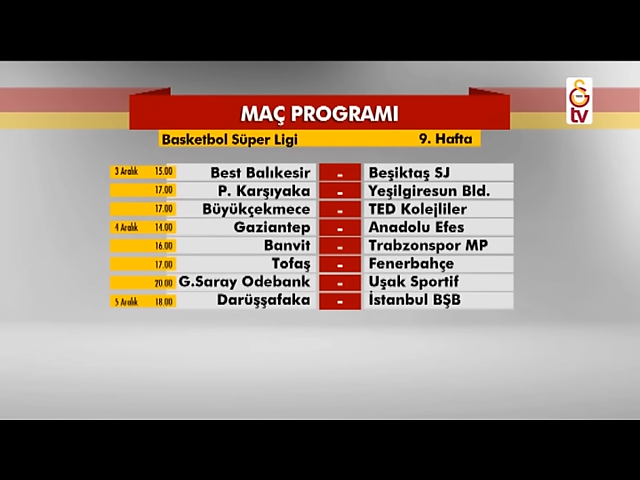 GS tv
MAÇ PROGRAMI
Basketbol Süper Ligi 9. Hafta
3 Aralık 15.00 Best Balıkesir - Beşiktaş SJ
17.00 P. Karşıyaka - Yeşilgiresun Bld.
17.00 Büyükçekmece - TED Kolejliler
4 Aralık 14.00 Gaziantep - Anadolu Efes
16.00 Banvit - Trabzonspor MP
17.00 Tofaş - Fenerbahçe
20.00 G.Saray Odebank - Uşak Sportif
5 Aralık 18.00 Darüşşafaka - İstanbul BŞB